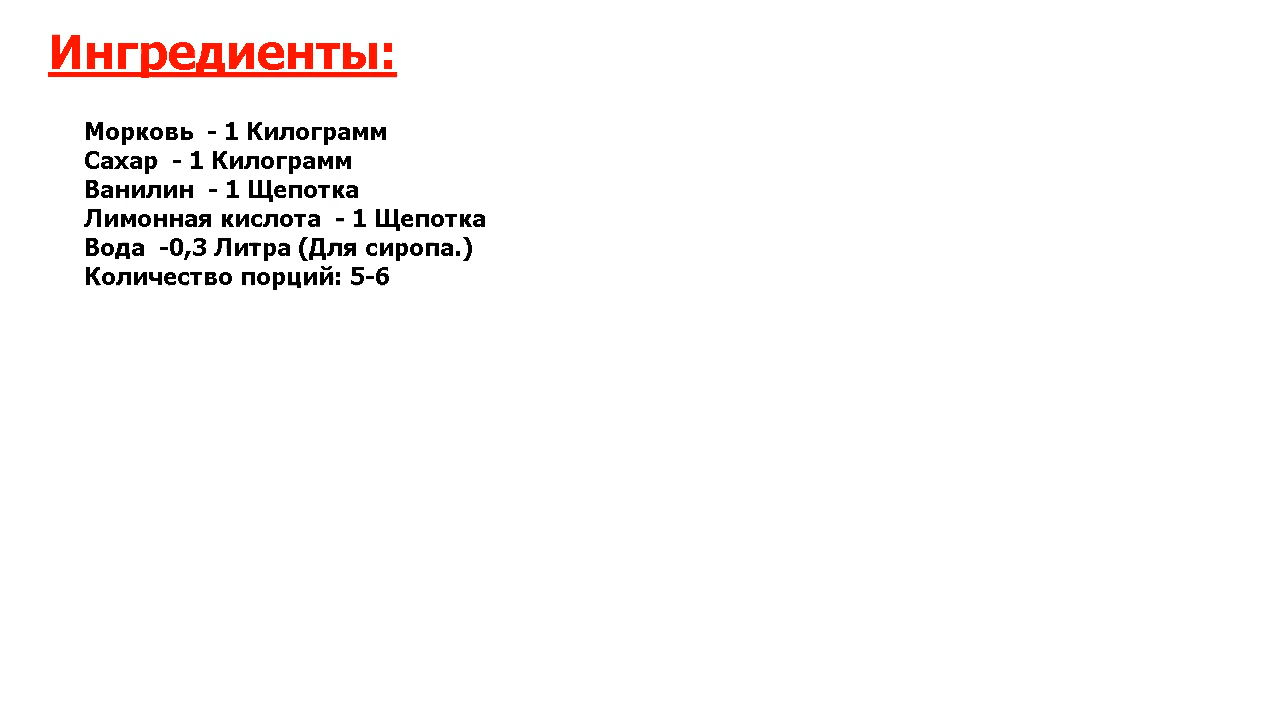 Ингредиенты:
Морковь  - 1 Килограмм
Сахар  - 1 Килограмм
Ванилин  - 1 Щепотка
Лимонная кислота  - 1 Щепотка
Вода  -0,3 Литра (Для сиропа.)
Количество порций: 5-6